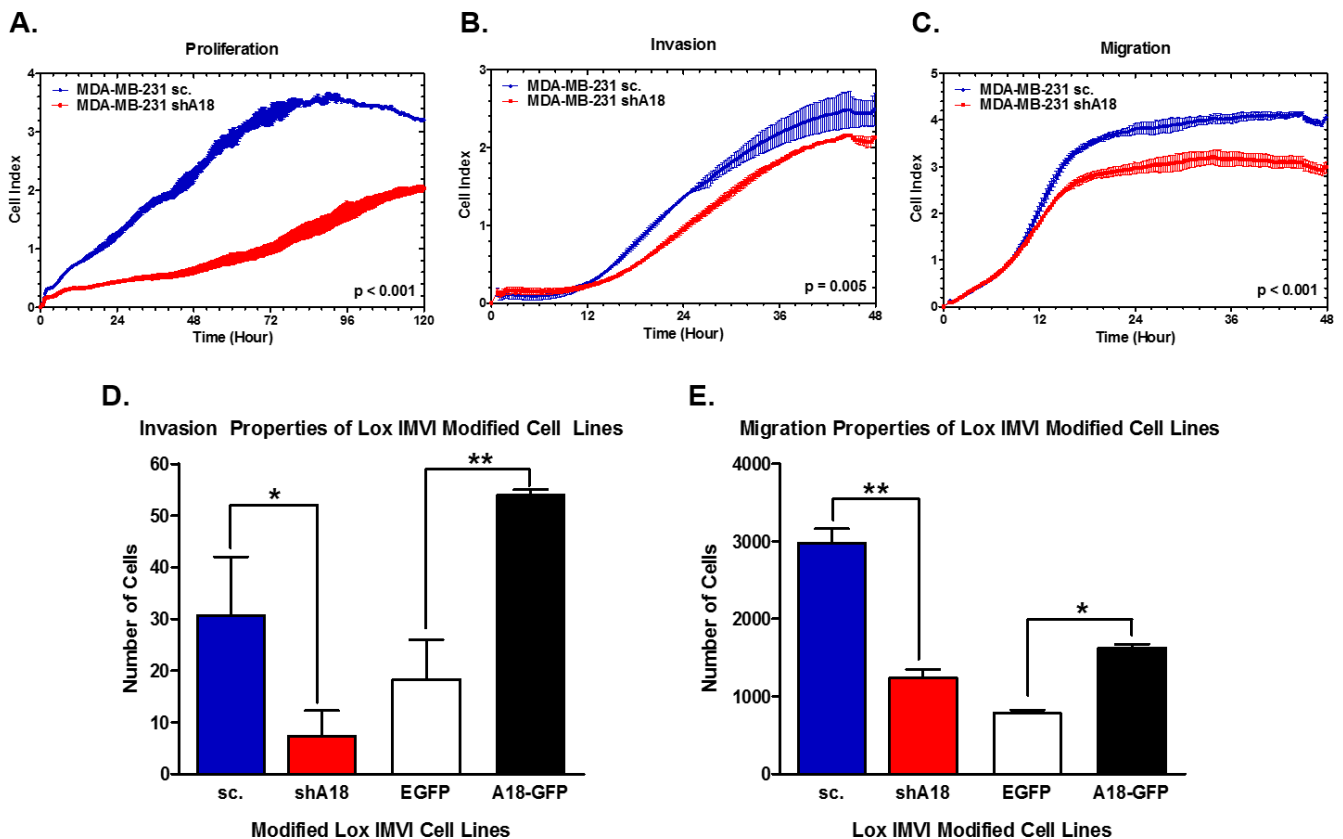 A.
Proliferation
MDA-MB-231 sc.
MDA-MB-231 shA18
Cell Index
4
3
2
1
0
p < 0.001
0 24 48 72 96 120
Time (Hour)
B.
Invasion
MDA-MB-231 sc.
MDA-MB-231 shA18
Cell Index
3
2
1
0
p = 0.005
0 12 24 36 48
Time (Hour)
C.
Migration
MDA-MB-231 sc.
MDA-MB-231 shA18
Cell Index
5
4
3
2
1
0
p < 0.001
0 12 24 36 48
Time (Hour)
D.
Invasion Properties of Lox IMVI Modified Cell Lines
Number of Cells
60
50
40
30
20
10
0
*
**
sc. shA18 EGFP A18-GFP
Modified Lox IMVI Cell Lines
E.
Migration Properties of Lox IMVI Modified Cell Lines
Number of Cells
4000
3000
2000
1000
0
**
*
sc. shA18 EGFP A18-GFP
Lox IMVI Modified Cell Lines